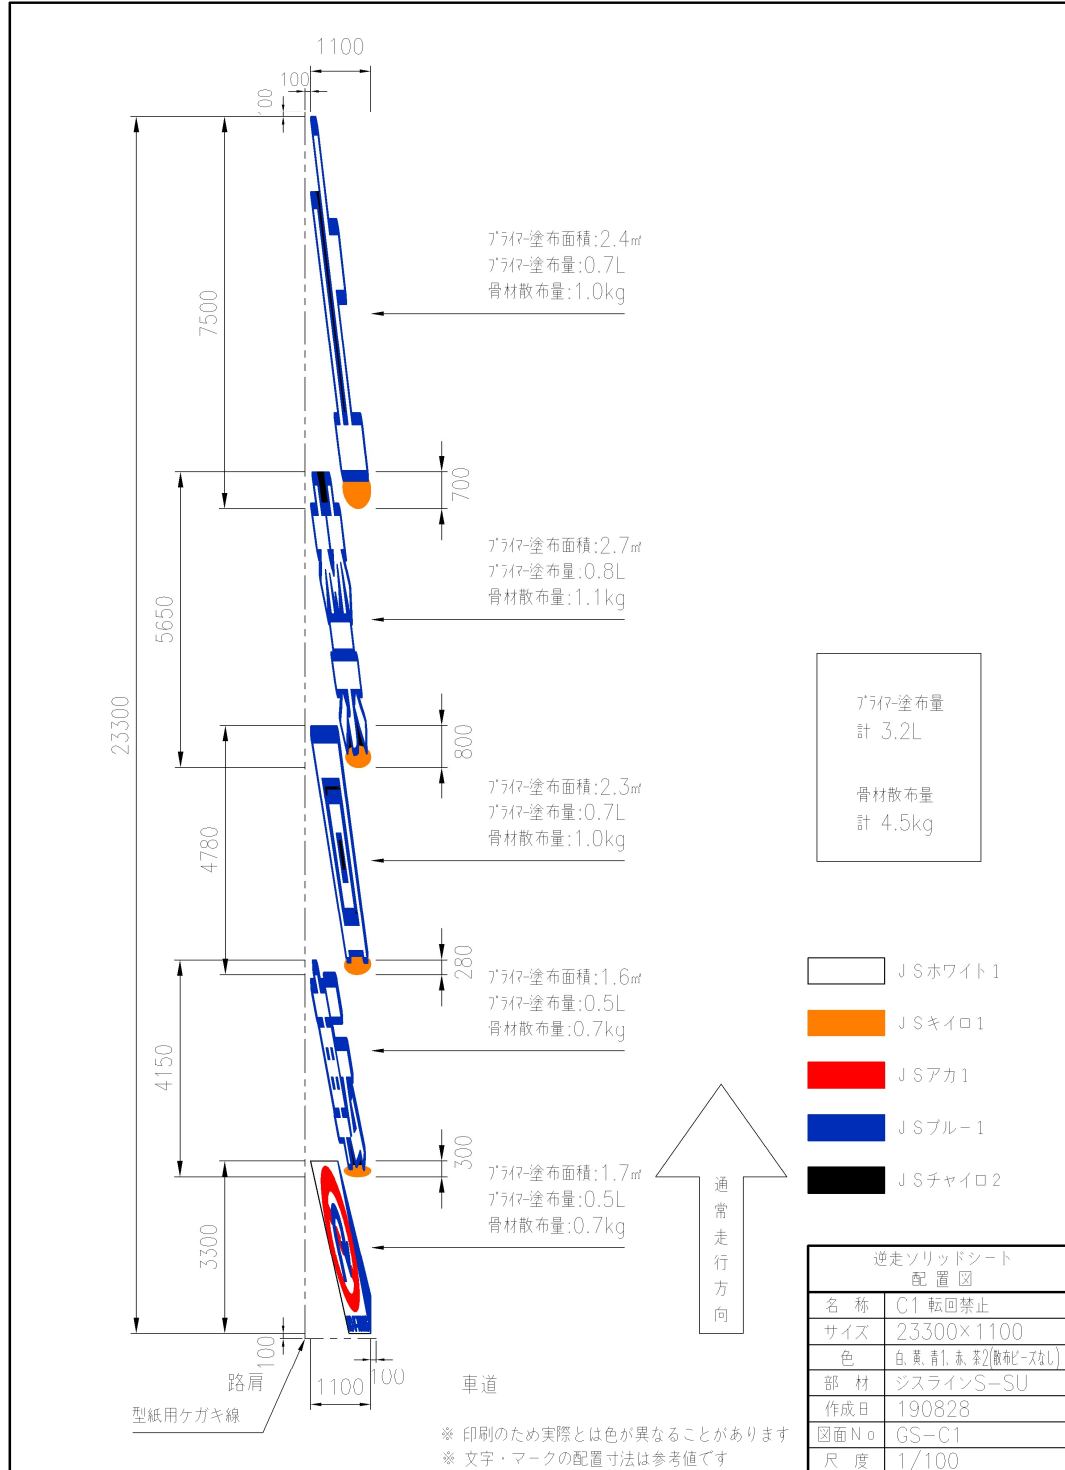 1100
100
100
7500
23300
プライマー塗布面積:2.4㎡
プライマー塗布量:0.7L
骨材散布量:1.0kg
700
5650
プライマー塗布面積:2.7㎡
プライマー塗布量:0.8L
骨材散布量:1.1kg
800
4780
プライマー塗布面積:2.3㎡
プライマー塗布量:0.7L
骨材散布量:1.0kg
280
4150
プライマー塗布面積:1.6㎡
プライマー塗布量:0.5L
骨材散布量:0.7kg
300
3300
プライマー塗布面積:1.7㎡
プライマー塗布量:0.5L
骨材散布量:0.7kg
100
1100
100
路肩
車道
型紙用ケガキ線
通常走行方向
プライマー塗布量
計 3.2L
骨材散布量
計 4.5kg
JSホワイト1
JSキイロ1
JSアカ1
JSブルー1
JSチャイロ2
逆走ソリッドシート
配置図
名称 C1 転回禁止
サイズ 23300×1100
色 白、黄、青1、赤、茶2(散布ビーズなし)
部材 ジスラインS-SU
作成日 190828
図面No GS-C1
尺度 1/100
※ 印刷のため実際とは色が異なることがあります
※ 文字・マークの配置寸法は参考値です